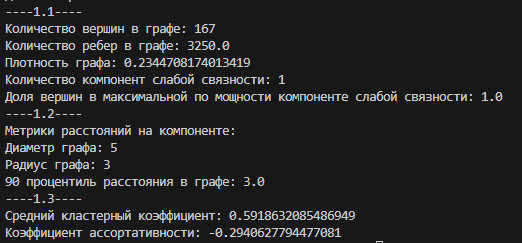 ----1.1----
Количество вершин в графе: 167
Количество ребер в графе: 3250.0
Плотность графа: 0.2344708174013419
Количество компонент слабой связности: 1
Доля вершин в максимальной по мощности компоненте слабой связности: 1.0
----1.2----
Метрики расстояний на компоненте:
Диаметр графа: 5
Радиус графа: 3
90 процентиль расстояния в графе: 3.0
----1.3----
Средний кластерный коэффициент: 0.5918632085486949
Коэффициент ассортативности: -0.2940627794477081